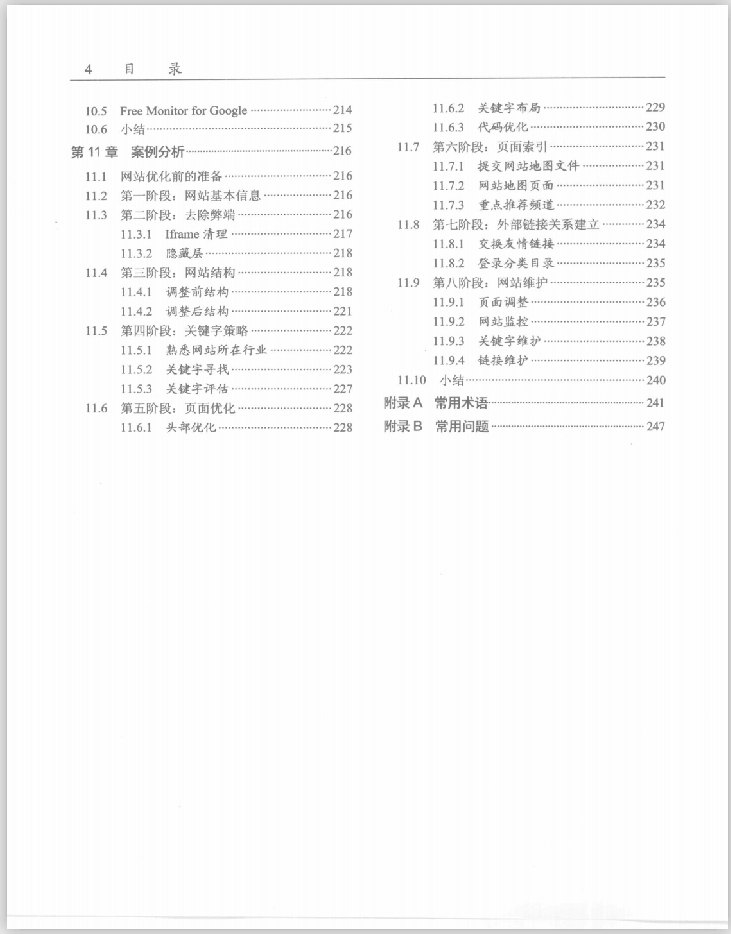 4 目 录
10.5 Free Monitor for Google 214
10.6 小结 215
第 11 章 案例分析 216
11.1 网站优化前的准备 216
11.2 第一阶段：网站基本信息 216
11.3 第二阶段：去除弊端 216
11.3.1 Iframe 清理 217
11.3.2 隐藏层 218
11.4 第三阶段：网站结构 218
11.4.1 调整前结构 218
11.4.2 调整后结构 221
11.5 第四阶段：关键字策略 222
11.5.1 熟悉网站所在行业 222
11.5.2 关键字寻找 223
11.5.3 关键字评估 227
11.6 第五阶段：页面优化 228
11.6.1 头部优化 228
11.6.2 关键字布局 229
11.6.3 代码优化 230
11.7 第六阶段：页面索引 231
11.7.1 提交网站地图文件 231
11.7.2 网站地图页面 231
11.7.3 重点推荐频道 232
11.8 第七阶段：外部链接关系建立 234
11.8.1 交换友情链接 234
11.8.2 登录分类目录 235
11.9 第八阶段：网站维护 235
11.9.1 页面调整 236
11.9.2 网站监控 237
11.9.3 关键字维护 238
11.9.4 链接维护 239
11.10 小结 240
附录 A 常用术语 241
附录 B 常用问题 247